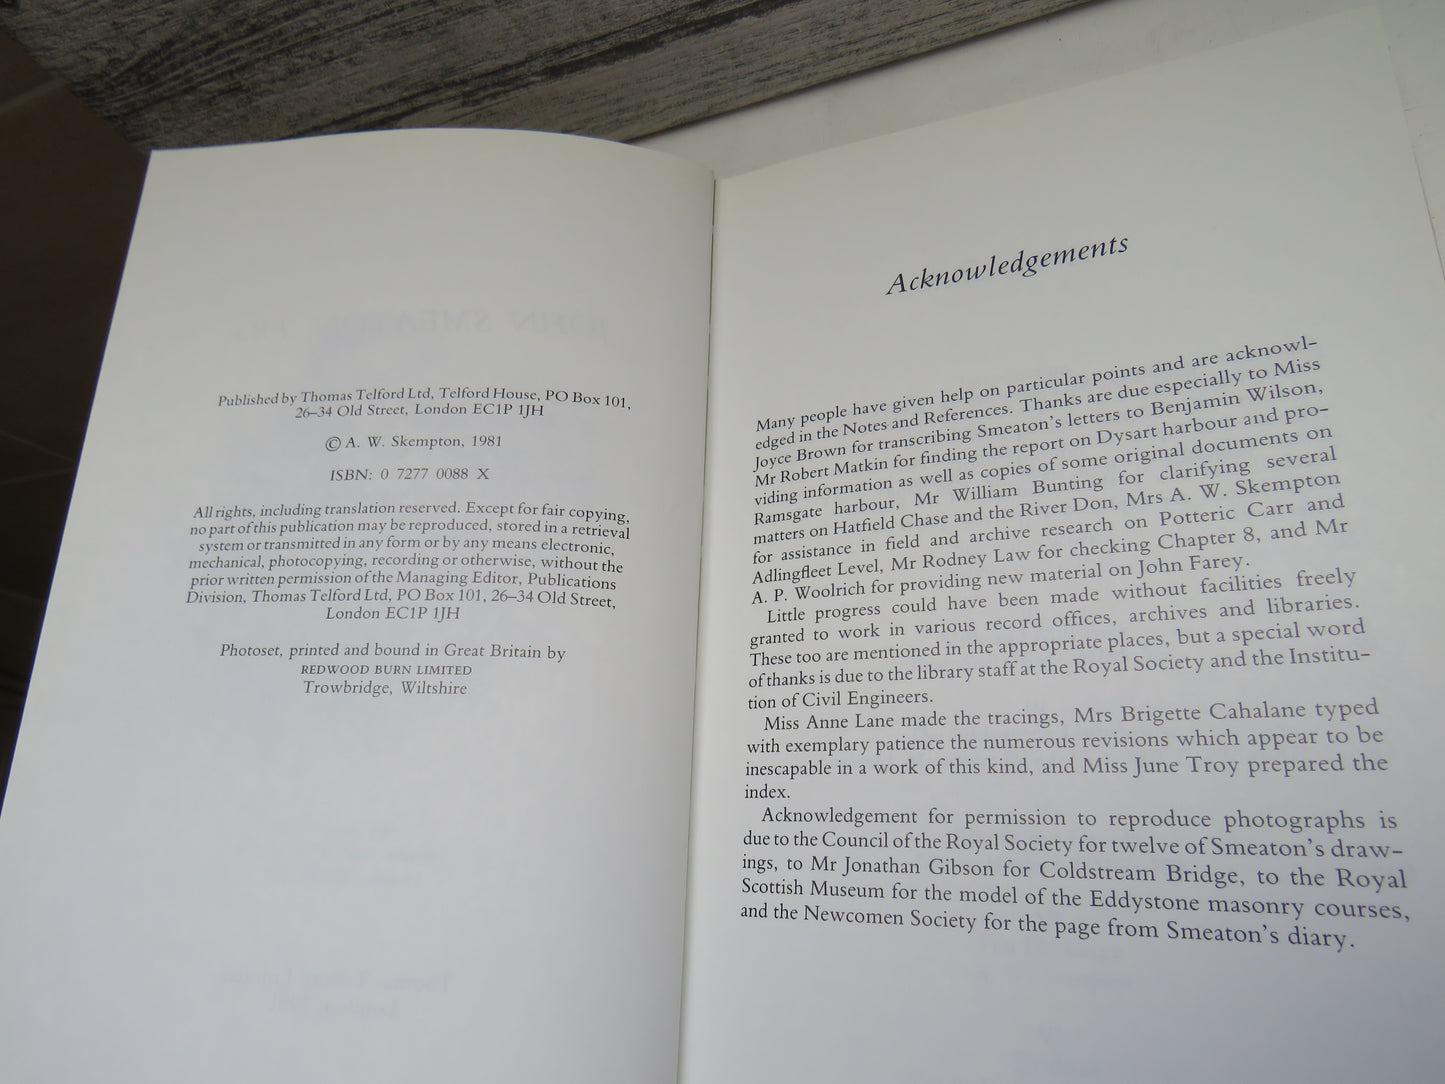 Published by Thomas Telford Ltd, Telford House, PO Box 101,
26–34 Old Street, London EC1P 1JH
© A. W. Skempton, 1981
ISBN: 0 7277 0088 X
All rights, including translation reserved. Except for fair copying,
no part of this publication may be reproduced, stored in a retrieval
system or transmitted in any form or by any means electronic,
mechanical, photocopying, recording or otherwise, without the
prior written permission of the Managing Editor, Publications
Division, Thomas Telford Ltd, PO Box 101, 26–34 Old Street,
London EC1P 1JH
Photoset, printed and bound in Great Britain by
REDWOOD BURN LIMITED
Trowbridge, Wiltshire
Acknowledgements
Many people have given help on particular points and are acknowl-
edged in the Notes and References. Thanks are due especially to Miss
Joyce Brown for transcribing Smeaton's letters to Benjamin Wilson,
Mr Robert Matkin for finding the report on Dysart harbour and pro-
viding information as well as copies of some original documents on
Ramsgate harbour, Mr William Bunting for clarifying several
matters on Hatfield Chase and the River Don, Mrs A. W. Skempton
for assistance in field and archive research on Potteric Carr and
Adlingfleet Level, Mr Rodney Law for checking Chapter 8, and Mr
A. P. Woolrich for providing new material on John Farey.
Little progress could have been made without facilities freely
granted to work in various record offices, archives and libraries.
These too are mentioned in the appropriate places, but a special word
of thanks is due to the library staff at the Royal Society and the Institu-
tion of Civil Engineers.
Miss Anne Lane made the tracings, Mrs Brigette Cahalane typed
with exemplary patience the numerous revisions which appear to be
inescapable in a work of this kind, and Miss June Troy prepared the
index.
Acknowledgement for permission to reproduce photographs is
due to the Council of the Royal Society for twelve of Smeaton's draw-
ings, to Mr Jonathan Gibson for Coldstream Bridge, to the Royal
Scottish Museum for the model of the Eddystone masonry courses,
and the Newcomen Society for the page from Smeaton's diary.